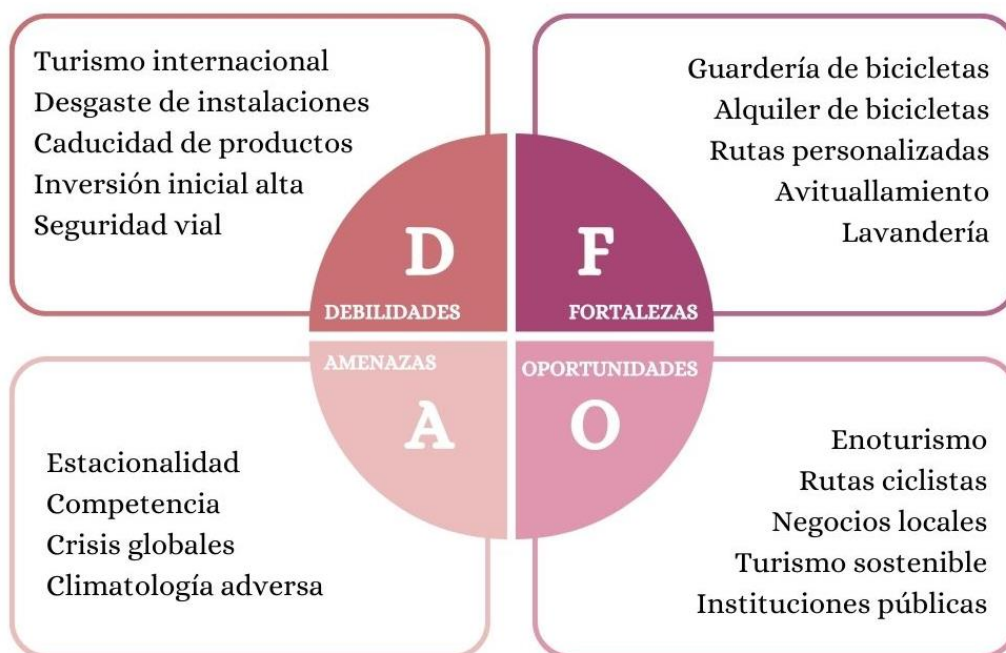 Turismo internacional
Desgaste de instalaciones
Caducidad de productos
Inversión inicial alta
Seguridad vial
D
DEBILIDADES
Guardería de bicicletas
Alquiler de bicicletas
Rutas personalizadas
Avituallamiento
Lavandería
F
FORTALEZAS
AMENAZAS
A
Estacionalidad
Competencia
Crisis globales
Climatología adversa
OPORTUNIDADES
O
Enoturismo
Rutas ciclistas
Negocios locales
Turismo sostenible
Instituciones públicas